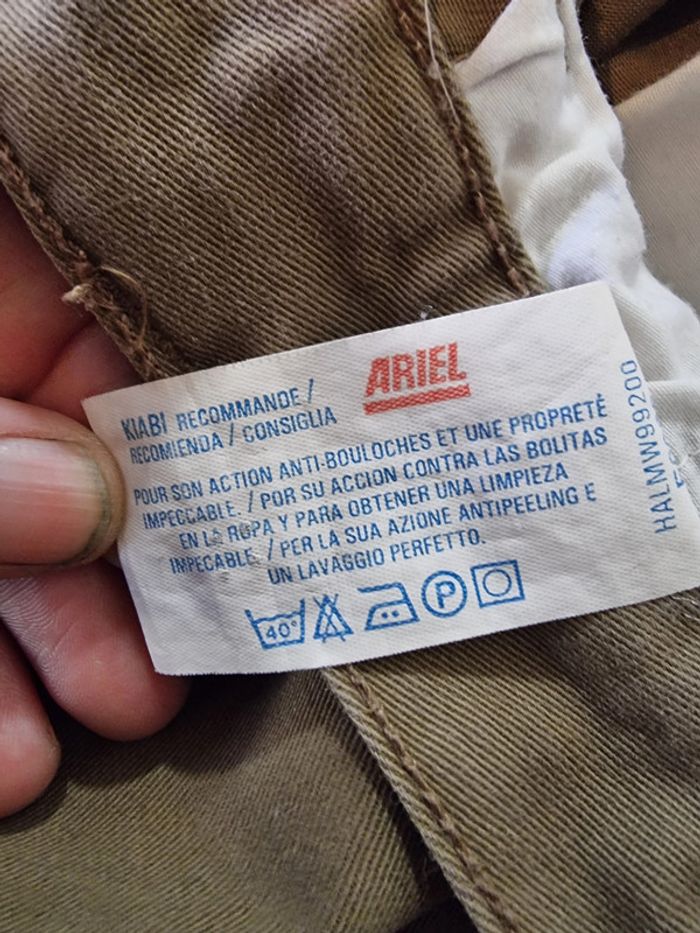 KIABI RECOMMANDE /
RECOMIENDA / CONSIGLIA
ARIEL
POUR SON ACTION ANTI-BOULOCHES ET UNE PROPRETÉ
IMPECCABLE. / POR SU ACCION CONTRA LAS BOLITAS
EN LA ROPA Y PARA OBTENER UNA LIMPIEZA
IMPECABLE. / PER LA SUA AZIONE ANTIPEELING E
UN LAVAGGIO PERFETTO.
40°
P
HALMW99200